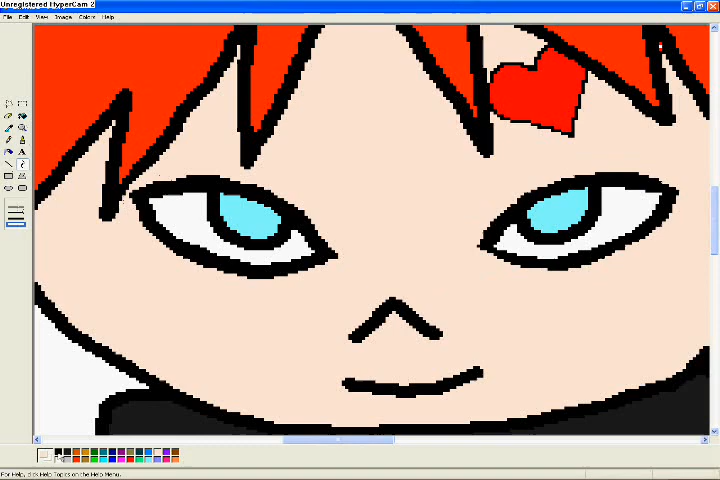 Unregistered HyperCam 2
File Edit View Image Colors Help
A
For Help, click Help Topics on the Help Menu.